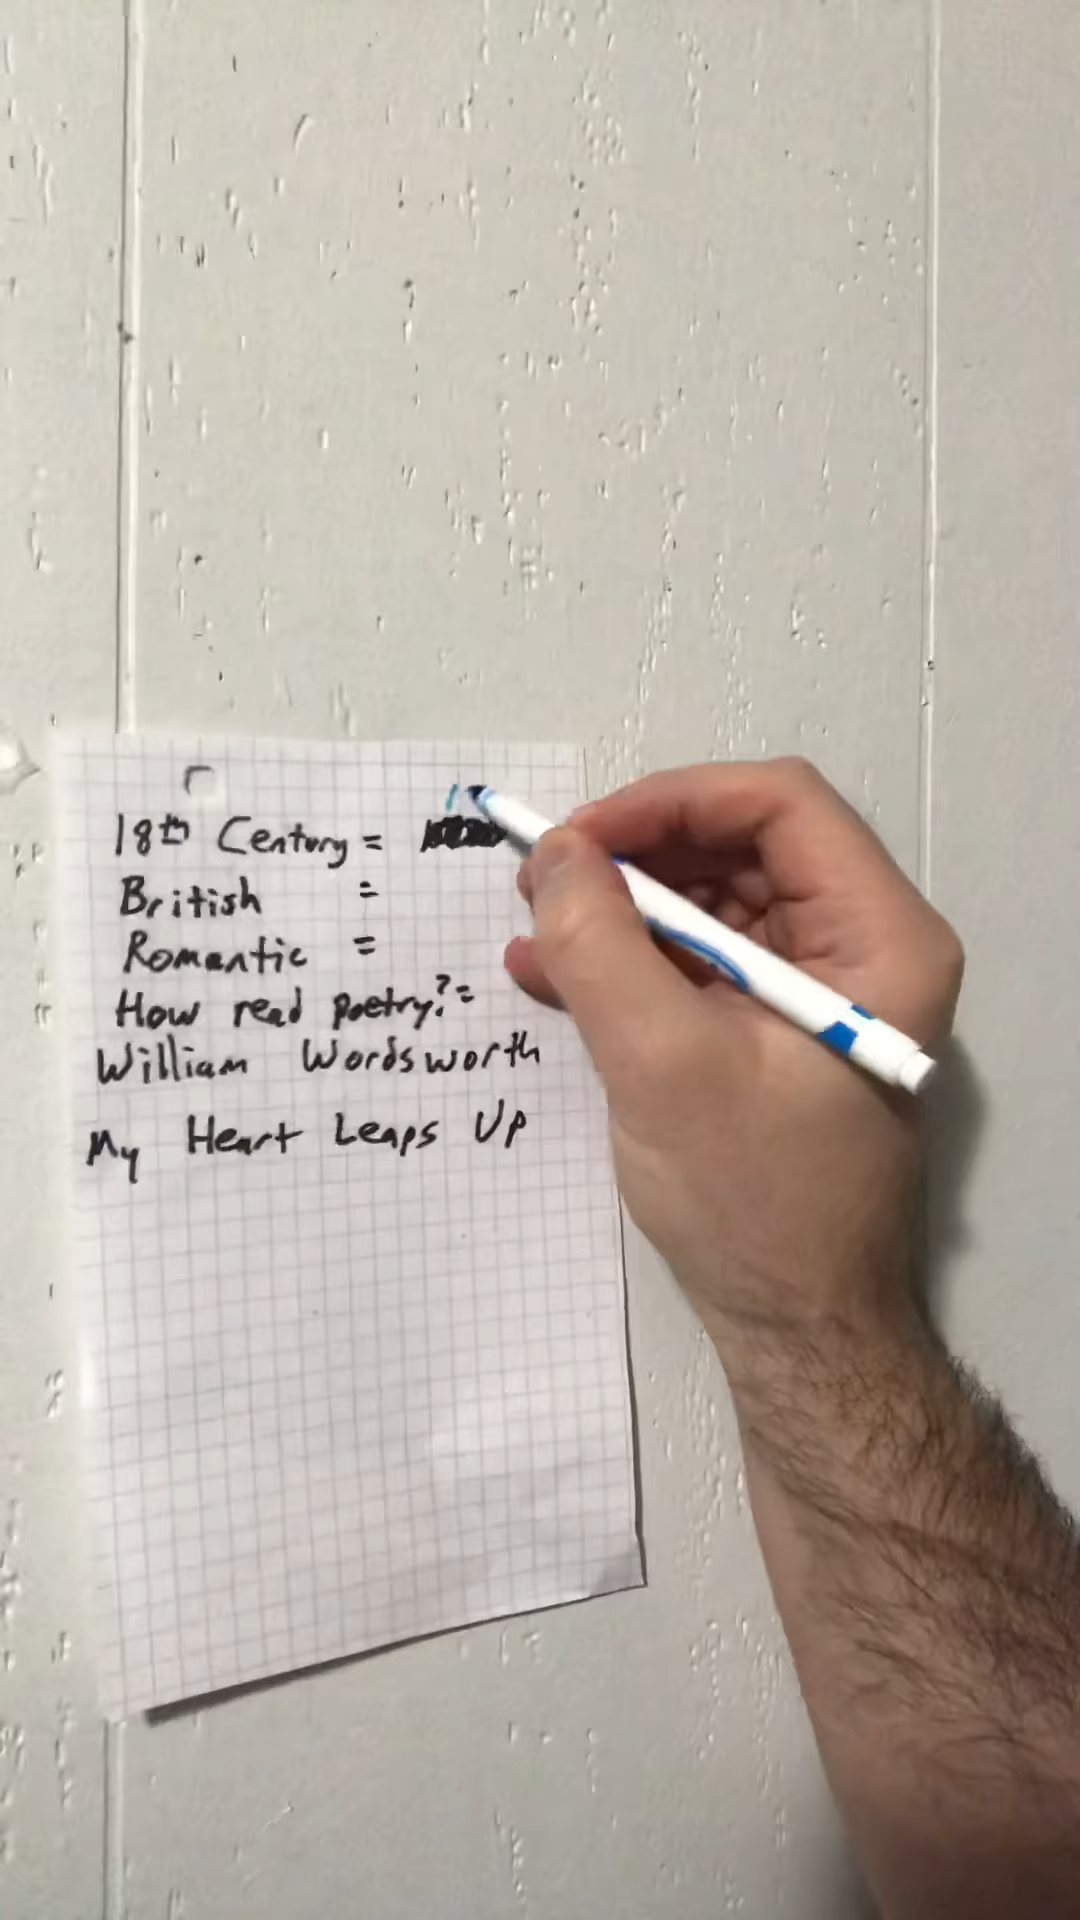 18th Century =
British =
Romantic =
How read poetry? =
William Wordsworth
My Heart Leaps Up